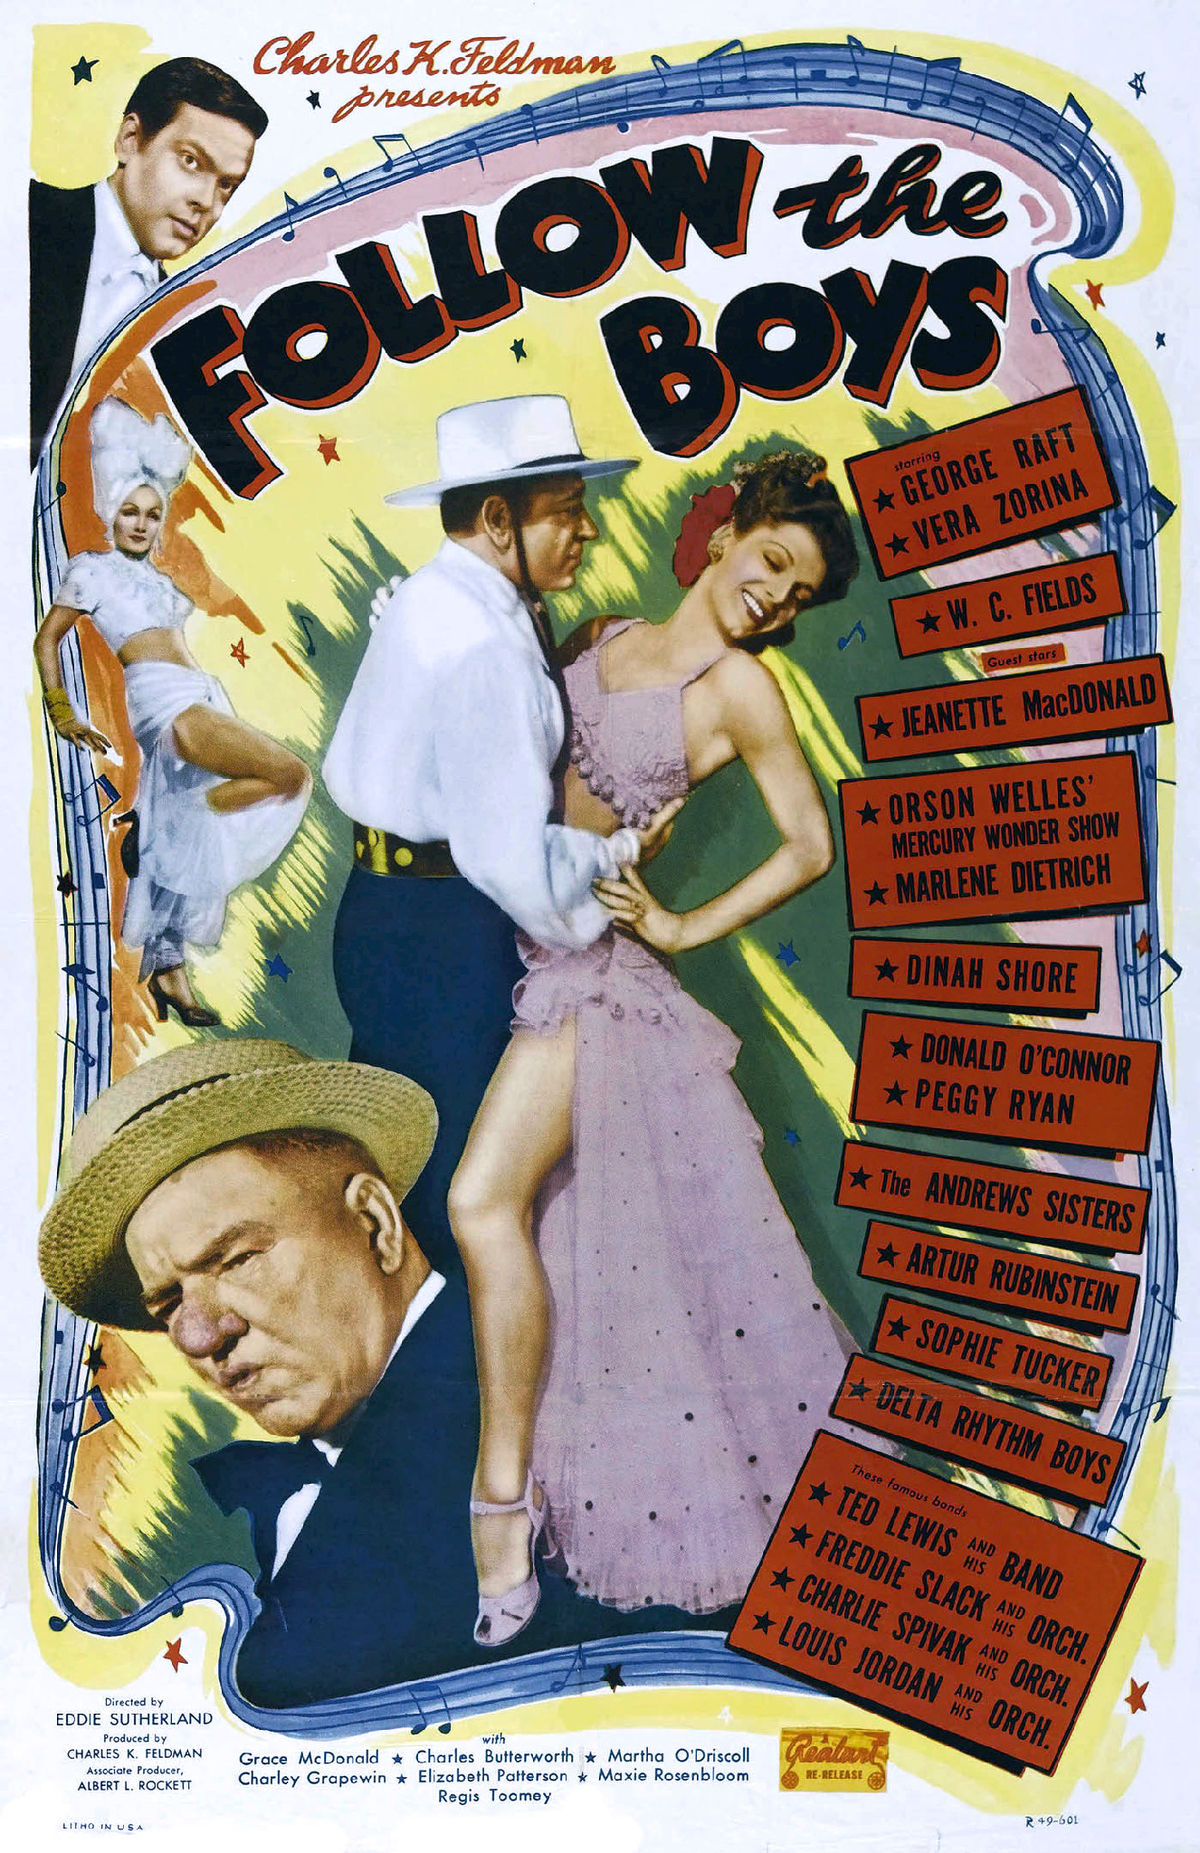 Charles K. Feldman
presents
FOLLOW the
BOYS
starring
★ GEORGE RAFT
★ VERA ZORINA
★ W. C. FIELDS
Guest stars
★ JEANETTE MacDONALD
★ ORSON WELLES'
MERCURY WONDER SHOW
★ MARLENE DIETRICH
★ DINAH SHORE
★ DONALD O'CONNOR
★ PEGGY RYAN
★ The ANDREWS SISTERS
★ ARTUR RUBINSTEIN
★ SOPHIE TUCKER
★ DELTA RHYTHM BOYS
These famous bands
★ TED LEWIS AND HIS BAND
★ FREDDIE SLACK AND HIS ORCH.
★ CHARLIE SPIVAK AND HIS ORCH.
★ LOUIS JORDAN AND HIS ORCH.
Directed by
EDDIE SUTHERLAND
Produced by
CHARLES K. FELDMAN
Associate Producer,
ALBERT L. ROCKETT
with
Grace McDonald ★ Charles Butterworth ★ Martha O'Driscoll
Charley Grapewin ★ Elizabeth Patterson ★ Maxie Rosenbloom
Regis Toomey
A
Realart
RE-RELEASE
LITHO IN U S A
R 49-601